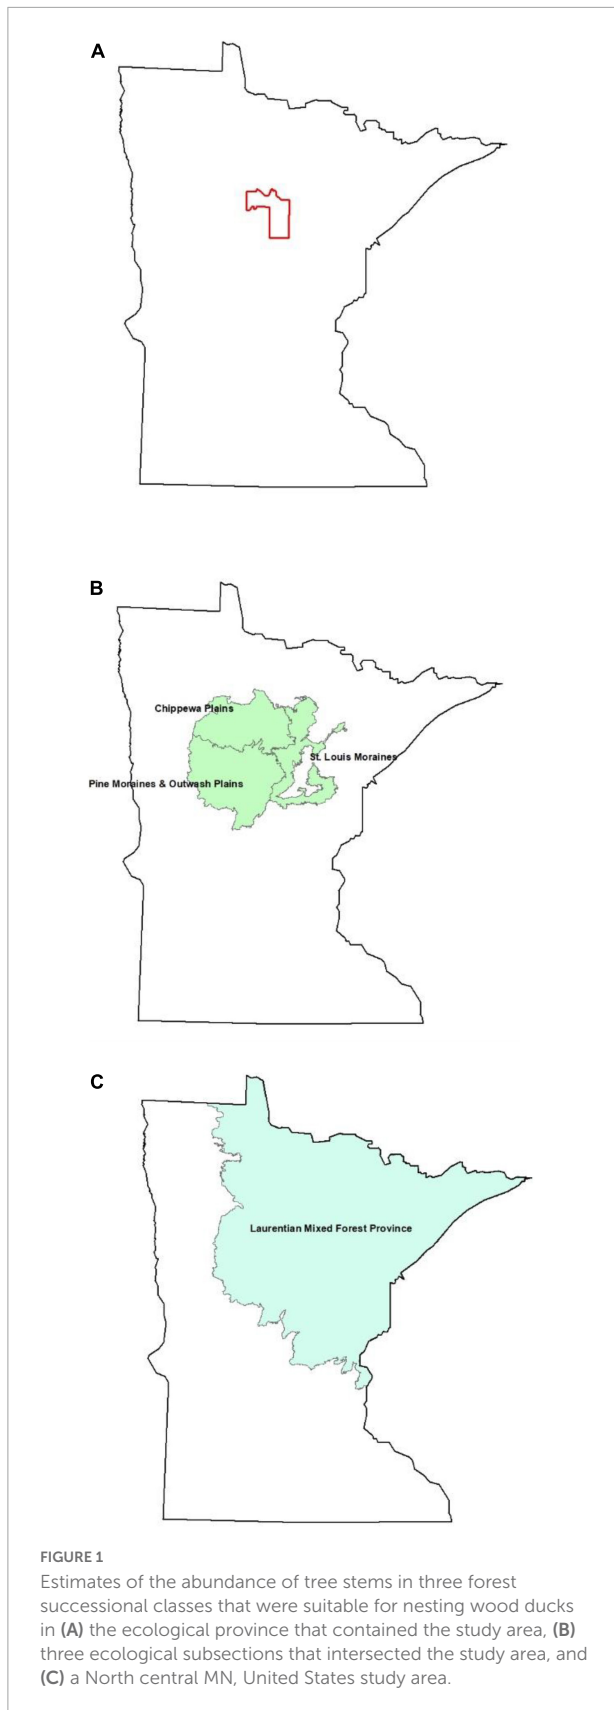 A
B
Chippewa Plains
St. Louis Moraines
Pine Moraines & Outwash Plains
C
Laurentian Mixed Forest Province
FIGURE 1
Estimates of the abundance of tree stems in three forest
successional classes that were suitable for nesting wood ducks
in (A) the ecological province that contained the study area, (B)
three ecological subsections that intersected the study area, and
(C) a North central MN, United States study area.